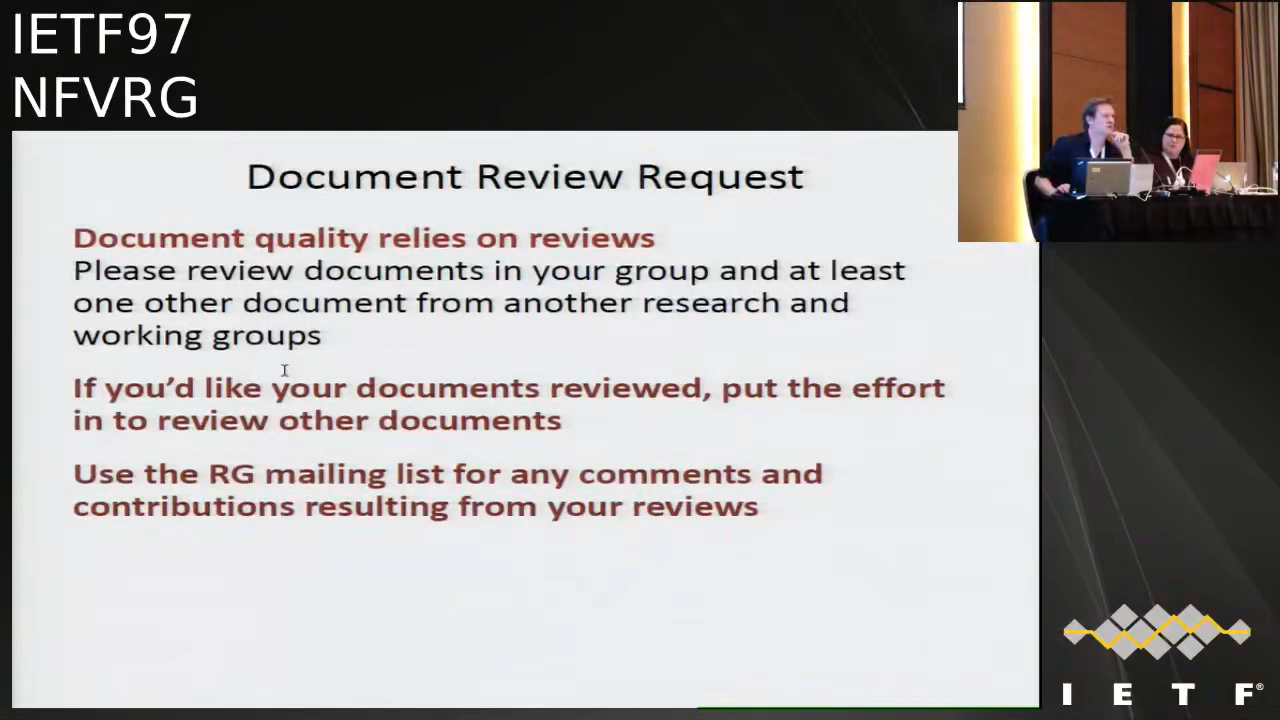 IETF97
NFVRG
Document Review Request
Document quality relies on reviews
Please review documents in your group and at least
one other document from another research and
working groups
If you’d like your documents reviewed, put the effort
in to review other documents
Use the RG mailing list for any comments and
contributions resulting from your reviews
I E T F®